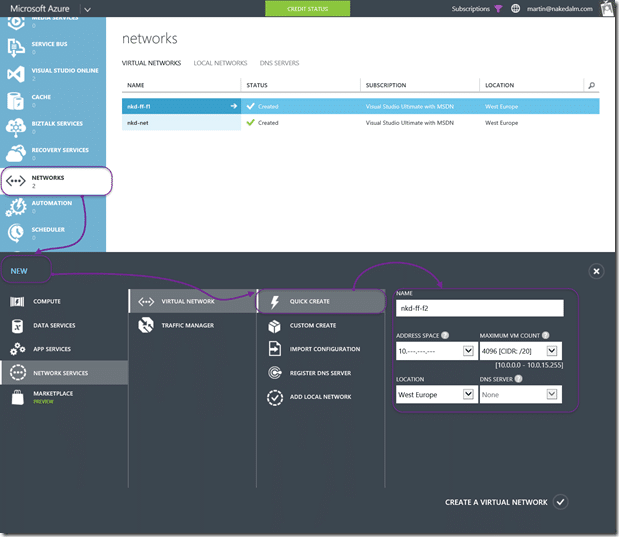 Microsoft Azure
CREDIT STATUS
Subscriptions
martin@nakedalm.com
MEDIA SERVICES
0
SERVICE BUS
0
VISUAL STUDIO ONLINE
2
CACHE
0
BIZTALK SERVICES
0
RECOVERY SERVICES
0
NETWORKS
2
AUTOMATION
0
SCHEDULER
0
networks
VIRTUAL NETWORKS LOCAL NETWORKS DNS SERVERS
NAME STATUS SUBSCRIPTION LOCATION
nkd-ff-f1 Created Visual Studio Ultimate with MSDN West Europe
nkd-net Created Visual Studio Ultimate with MSDN West Europe
NEW
COMPUTE
DATA SERVICES
APP SERVICES
NETWORK SERVICES
MARKETPLACE
PREVIEW
VIRTUAL NETWORK
TRAFFIC MANAGER
QUICK CREATE
CUSTOM CREATE
IMPORT CONFIGURATION
REGISTER DNS SERVER
ADD LOCAL NETWORK
NAME
nkd-ff-f2
ADDRESS SPACE ? MAXIMUM VM COUNT ?
10.---.---.--- 4096 [CIDR: /20]
[10.0.0.0 - 10.0.15.255]
LOCATION DNS SERVER ?
West Europe None
CREATE A VIRTUAL NETWORK